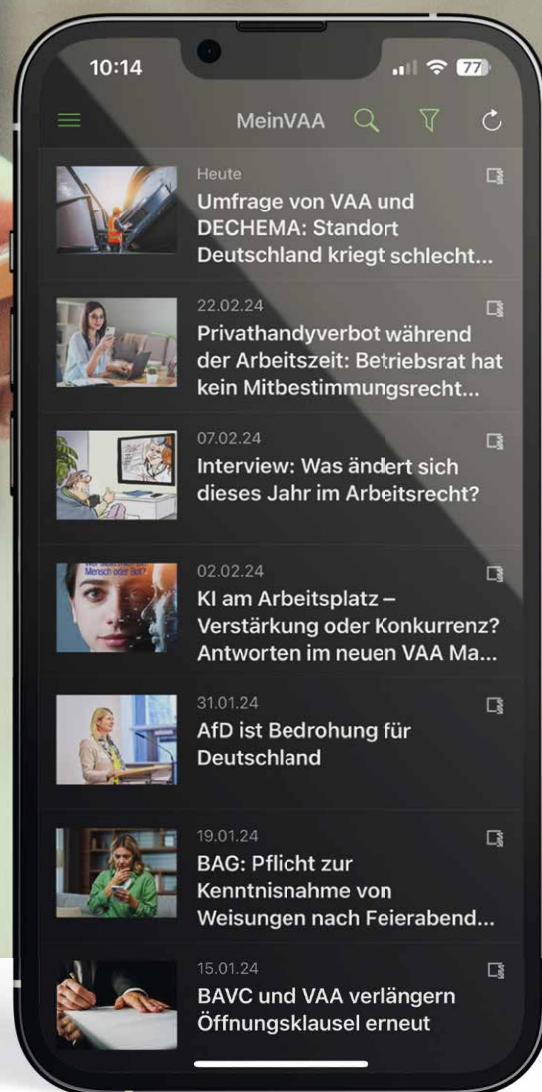 10:14
77
MeinVAA
Heute
Umfrage von VAA und
DECHEMA: Standort
Deutschland kriegt schlecht...
22.02.24
Privathandyverbot während
der Arbeitszeit: Betriebsrat hat
kein Mitbestimmungsrecht...
07.02.24
Interview: Was ändert sich
dieses Jahr im Arbeitsrecht?
Mensch oder Bot?
02.02.24
KI am Arbeitsplatz –
Verstärkung oder Konkurrenz?
Antworten im neuen VAA Ma...
31.01.24
AfD ist Bedrohung für
Deutschland
19.01.24
BAG: Pflicht zur
Kenntnisnahme von
Weisungen nach Feierabend...
15.01.24
BAVC und VAA verlängern
Öffnungsklausel erneut